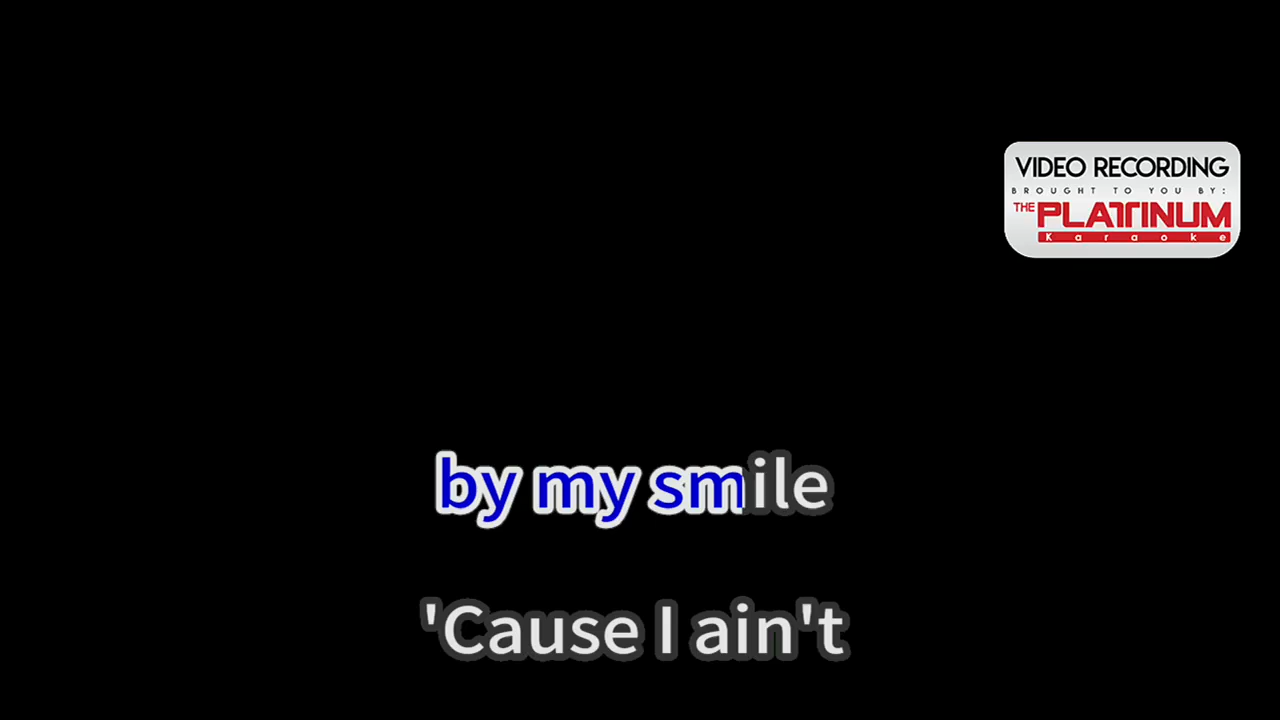 VIDEO RECORDING
BROUGHT TO YOU BY:
THE PLATINUM
Karaoke
by my smile
'Cause I ain't